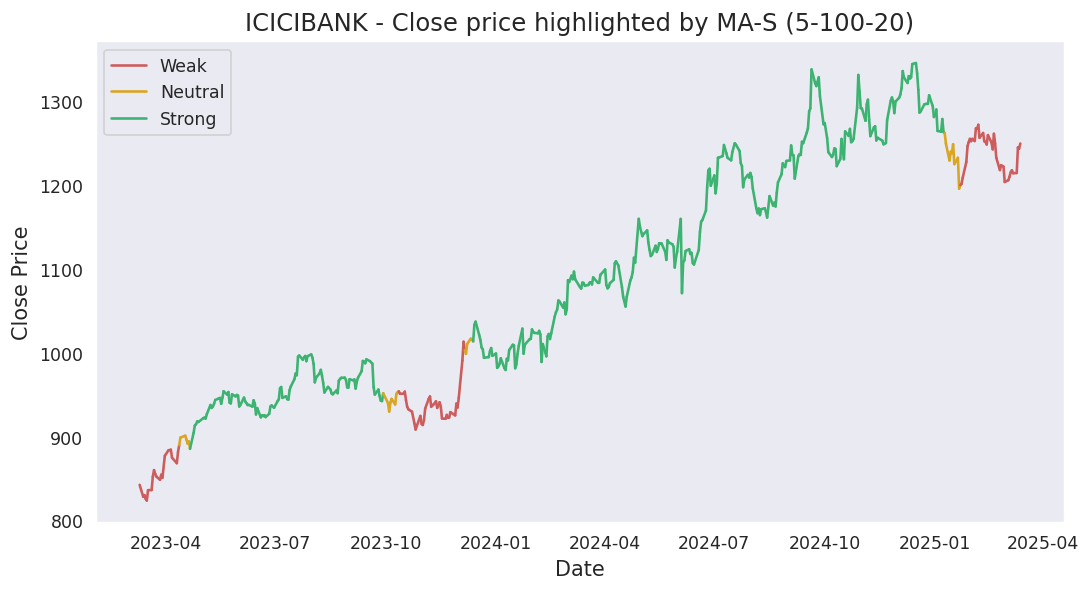 ICICIBANK - Close price highlighted by MA-S (5-100-20)
Weak
Neutral
Strong
Close Price
1300
1200
1100
1000
900
800
2023-04 2023-07 2023-10 2024-01 2024-04 2024-07 2024-10 2025-01 2025-04
Date